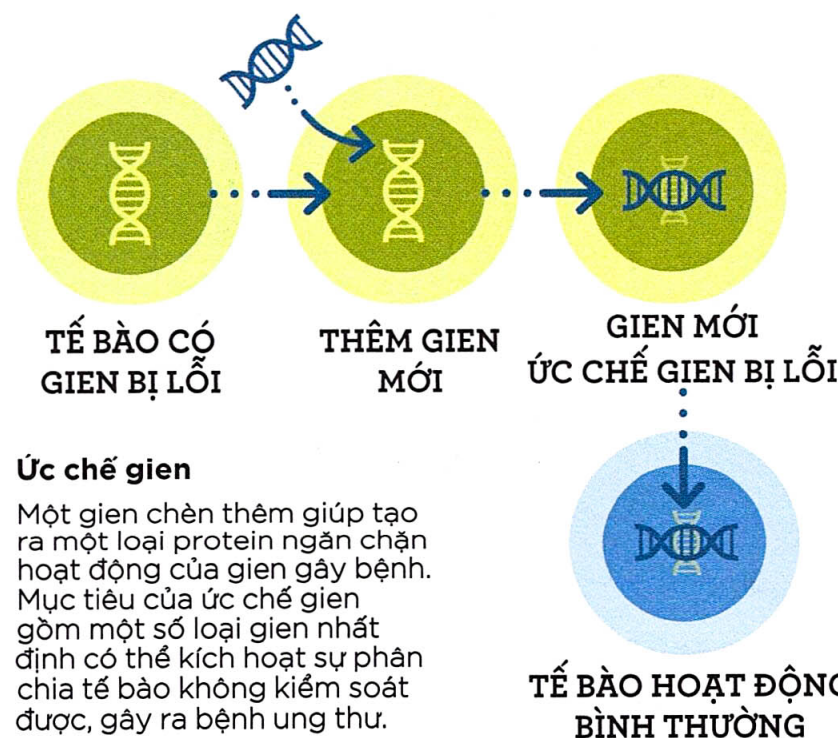 TẾ BÀO CÓ
GIEN BỊ LỖI
THÊM GIEN
MỚI
GIEN MỚI
ỨC CHẾ GIEN BỊ LỖI
Ức chế gien
Một gien chèn thêm giúp tạo
ra một loại protein ngăn chặn
hoạt động của gien gây bệnh.
Mục tiêu của ức chế gien
gồm một số loại gien nhất
định có thể kích hoạt sự phân
chia tế bào không kiểm soát
được, gây ra bệnh ung thư.
TẾ BÀO HOẠT ĐỘNG
BÌNH THƯỜNG